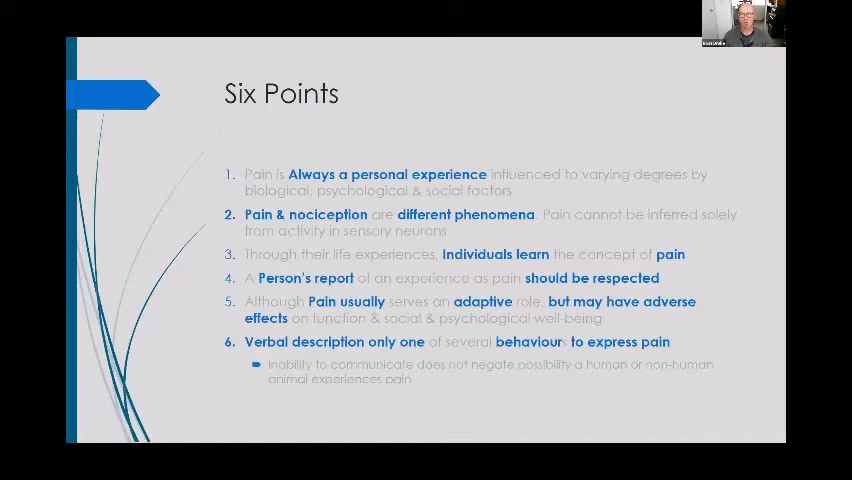 Ross Drake
Six Points
1. Pain is Always a personal experience influenced to varying degrees by
biological, psychological & social factors
2. Pain & nociception are different phenomena. Pain cannot be inferred solely
from activity in sensory neurons
3. Through their life experiences, Individuals learn the concept of pain
4. A Person's report of an experience as pain should be respected
5. Although Pain usually serves an adaptive role, but may have adverse
effects on function & social & psychological well-being
6. Verbal description only one of several behaviours to express pain
Inability to communicate does not negate possibility a human or non-human
animal experiences pain